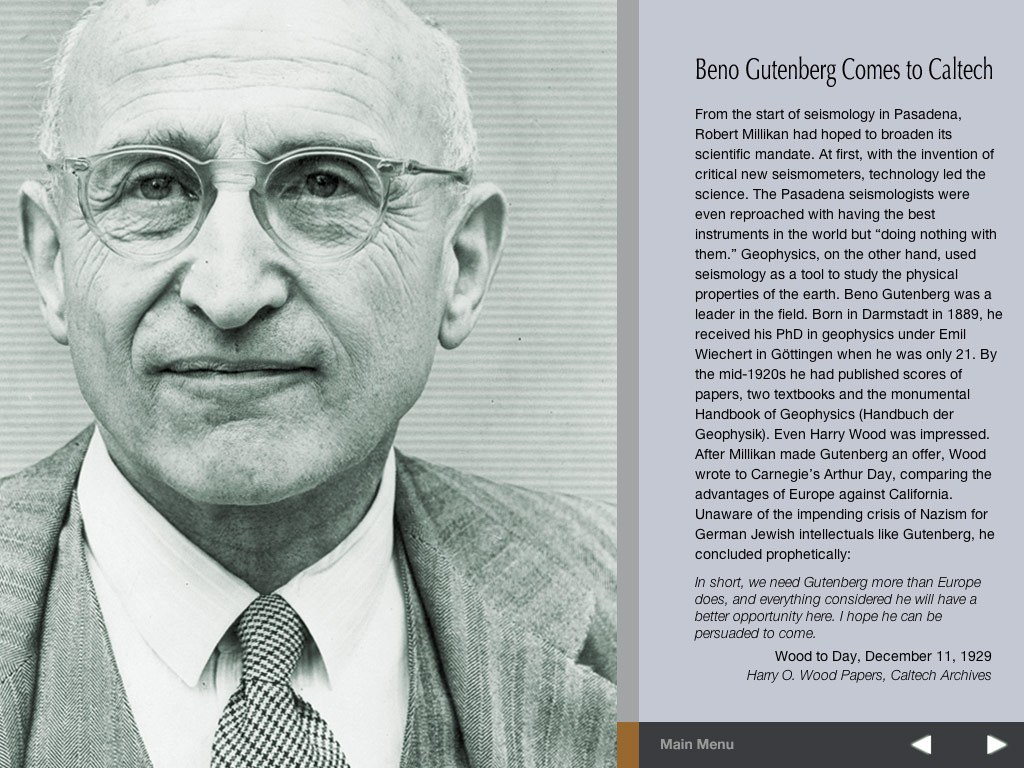 Beno Gutenberg Comes to Caltech
From the start of seismology in Pasadena,
Robert Millikan had hoped to broaden its
scientific mandate. At first, with the invention of
critical new seismometers, technology led the
science. The Pasadena seismologists were
even reproached with having the best
instruments in the world but “doing nothing with
them.” Geophysics, on the other hand, used
seismology as a tool to study the physical
properties of the earth. Beno Gutenberg was a
leader in the field. Born in Darmstadt in 1889, he
received his PhD in geophysics under Emil
Wiechert in Göttingen when he was only 21. By
the mid-1920s he had published scores of
papers, two textbooks and the monumental
Handbook of Geophysics (Handbuch der
Geophysik). Even Harry Wood was impressed.
After Millikan made Gutenberg an offer, Wood
wrote to Carnegie’s Arthur Day, comparing the
advantages of Europe against California.
Unaware of the impending crisis of Nazism for
German Jewish intellectuals like Gutenberg, he
concluded prophetically:
In short, we need Gutenberg more than Europe
does, and everything considered he will have a
better opportunity here. I hope he can be
persuaded to come.
Wood to Day, December 11, 1929
Harry O. Wood Papers, Caltech Archives
Main Menu